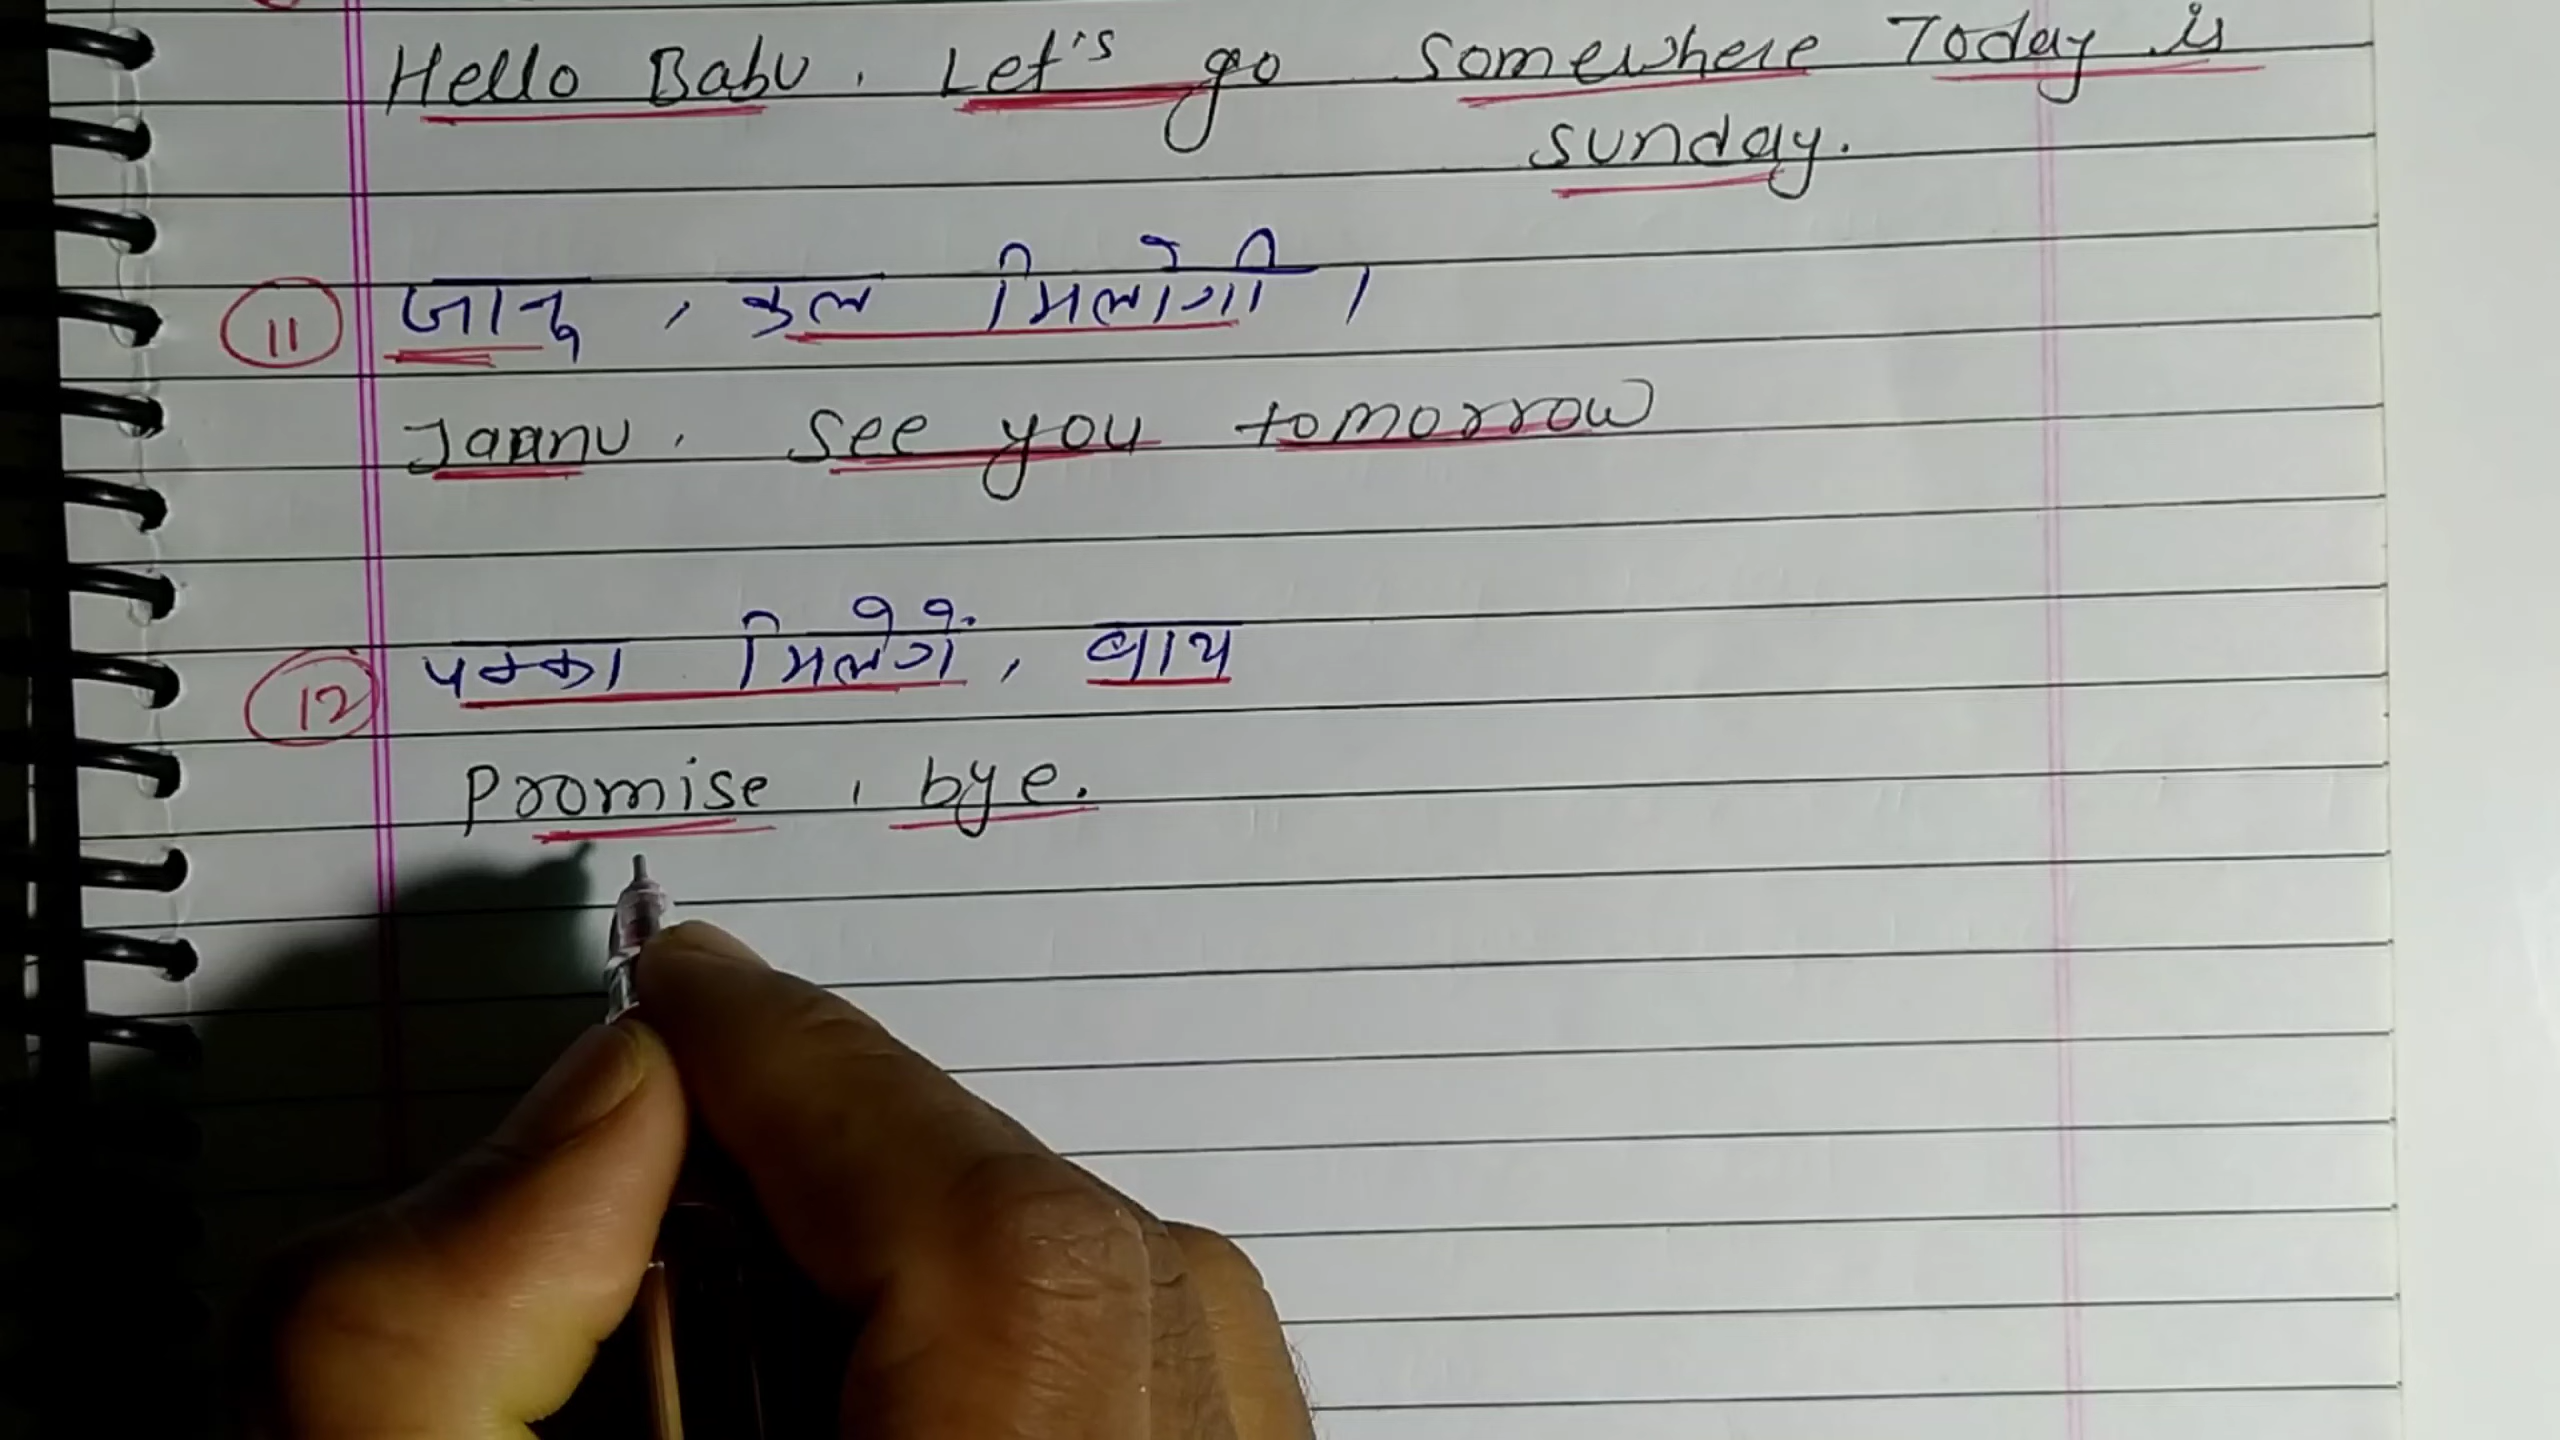 Hello Babu, Let's go somewhere Today is
sunday.
11 जानू, कल मिलोगी।
Jaanu, see you tomorrow
12 पक्का मिलेगें, बाय
Promise, bye.